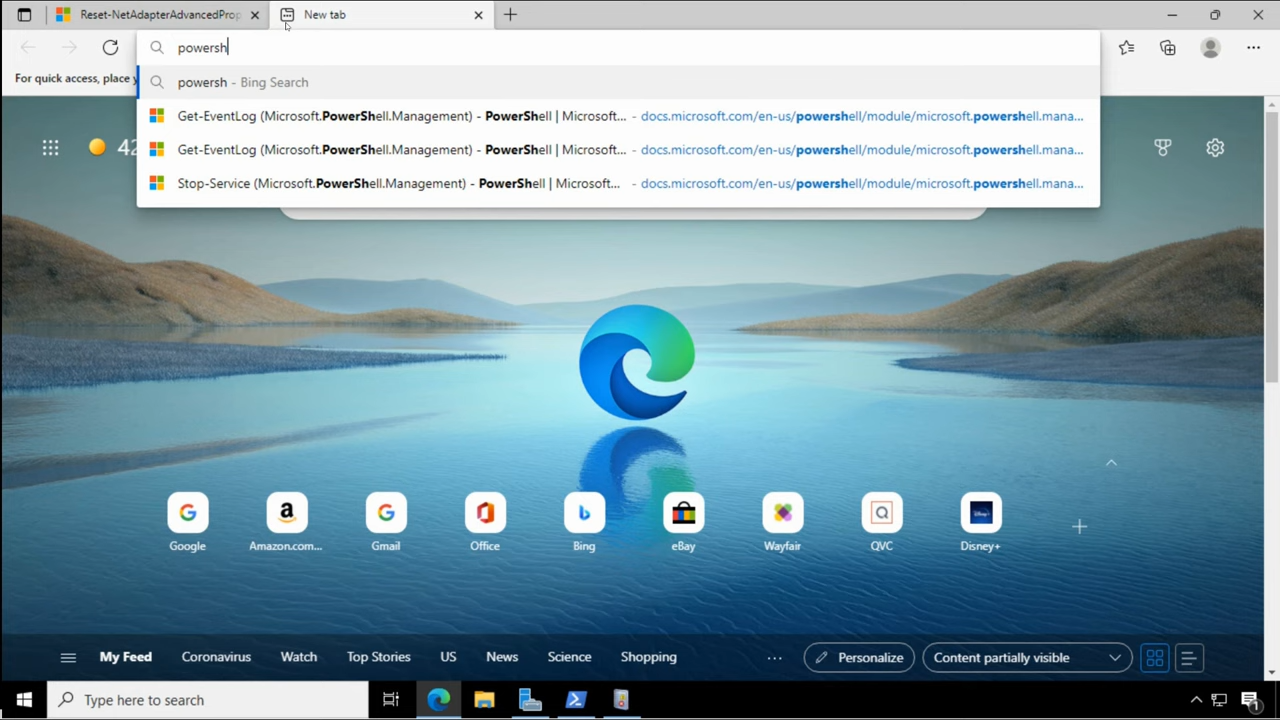 Reset-NetAdapterAdvancedProp
New tab
powersh
For quick access, place y
powersh - Bing Search
Get-EventLog (Microsoft.PowerShell.Management) - PowerShell | Microsoft... - docs.microsoft.com/en-us/powershell/module/microsoft.powershell.mana...
Get-EventLog (Microsoft.PowerShell.Management) - PowerShell | Microsoft... - docs.microsoft.com/en-us/powershell/module/microsoft.powershell.mana...
Stop-Service (Microsoft.PowerShell.Management) - PowerShell | Microsoft... - docs.microsoft.com/en-us/powershell/module/microsoft.powershell.mana...
42
Google
Amazon.com...
Gmail
Office
Bing
eBay
Wayfair
QVC
Disney+
My Feed
Coronavirus
Watch
Top Stories
US
News
Science
Shopping
...
Personalize
Content partially visible
Type here to search
1